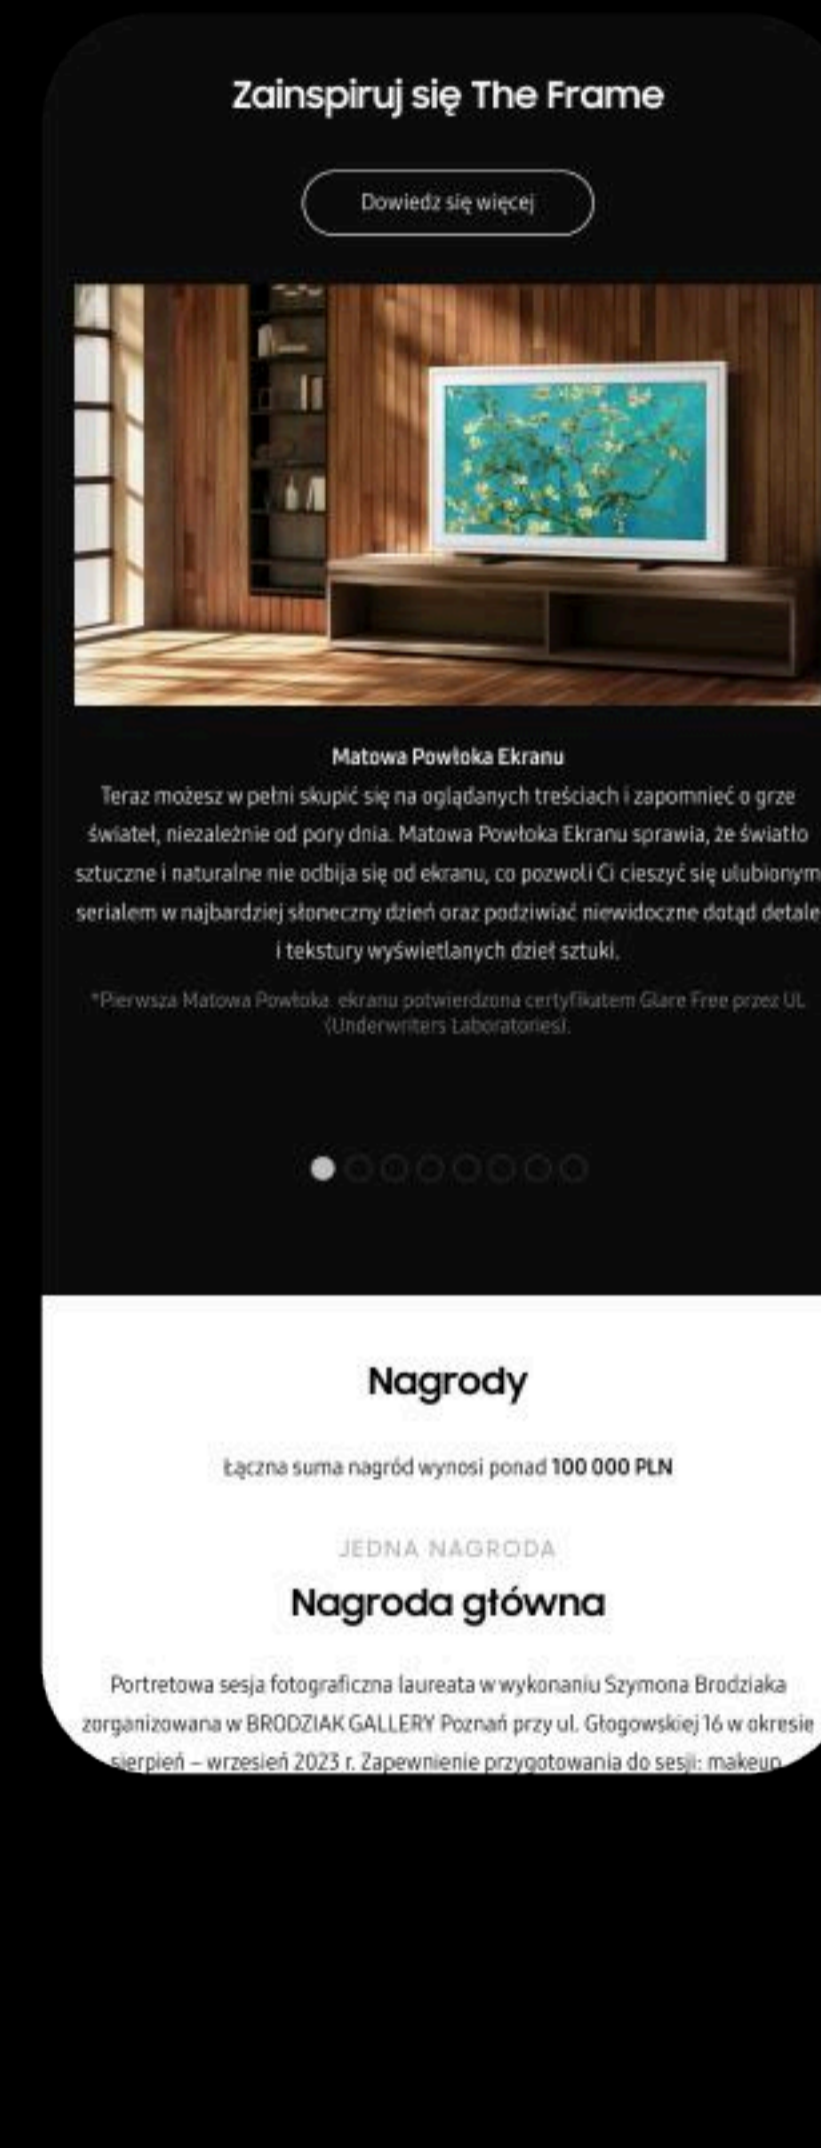 Zainspiruj się The Frame
Dowiedz się więcej
Matowa Powłoka Ekranu
Teraz możesz w pełni skupić się na oglądanych treściach i zapomnieć o grze
świateł, niezależnie od pory dnia. Matowa Powłoka Ekranu sprawia, że światło
sztuczne i naturalne nie odbija się od ekranu, co pozwoli Ci cieszyć się ulubionym
serialem w najbardziej słoneczny dzień oraz podziwiać niewidoczne dotąd detale
i tekstury wyświetlanych dzieł sztuki.
*Pierwsza Matowa Powłoka ekranu potwierdzona certyfikatem Glare Free przez UL
(Underwriters Laboratories).
Nagrody
Łączna suma nagród wynosi ponad 100 000 PLN
JEDNA NAGRODA
Nagroda główna
Portretowa sesja fotograficzna laureata w wykonaniu Szymona Brodziaka
zorganizowana w BRODZIAK GALLERY Poznań przy ul. Głogowskiej 16 w okresie
sierpień – wrzesień 2023 r. Zapewnienie przygotowania do sesji: makeup